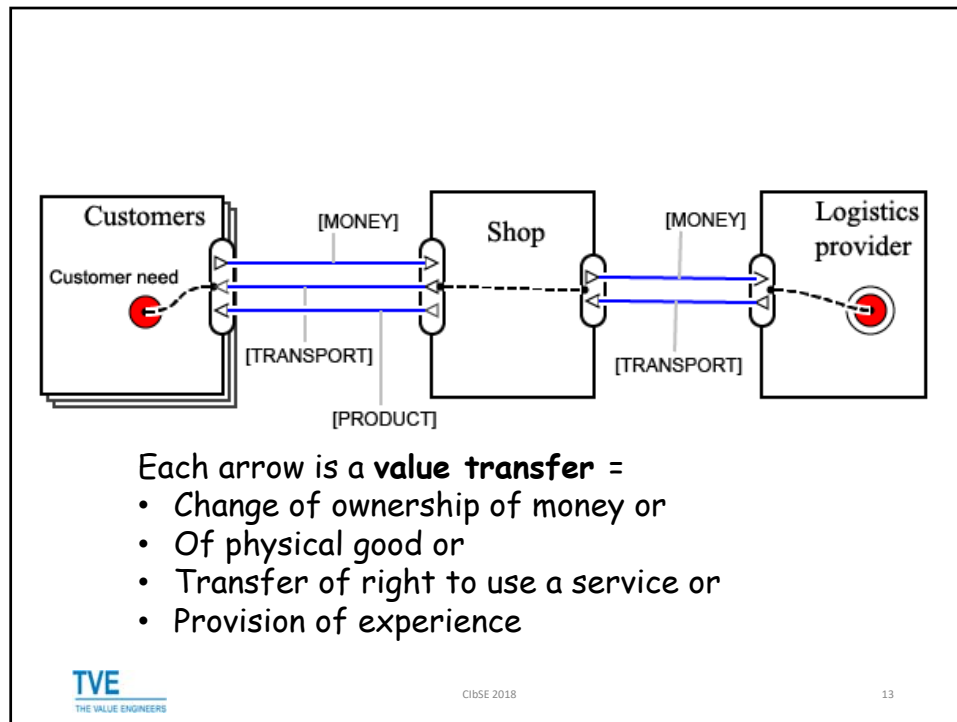 Customers
Customer need
[MONEY]
[TRANSPORT]
[PRODUCT]
Shop
[MONEY]
[TRANSPORT]
Logistics
provider
Each arrow is a value transfer =
• Change of ownership of money or
• Of physical good or
• Transfer of right to use a service or
• Provision of experience
TVE
THE VALUE ENGINEERS
CIbSE 2018
13